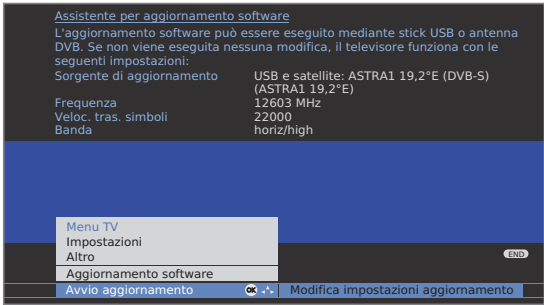 Assistente per aggiornamento software
L'aggiornamento software può essere eseguito mediante stick USB o antenna
DVB. Se non viene eseguita nessuna modifica, il televisore funziona con le
seguenti impostazioni:
Sorgente di aggiornamento USB e satellite: ASTRA1 19,2°E (DVB-S)
(ASTRA1 19,2°E)
Frequenza 12603 MHz
Veloc. tras. simboli 22000
Banda horiz/high
Menu TV
Impostazioni
Altro
END
Aggiornamento software
Avvio aggiornamento OK Modifica impostazioni aggiornamento